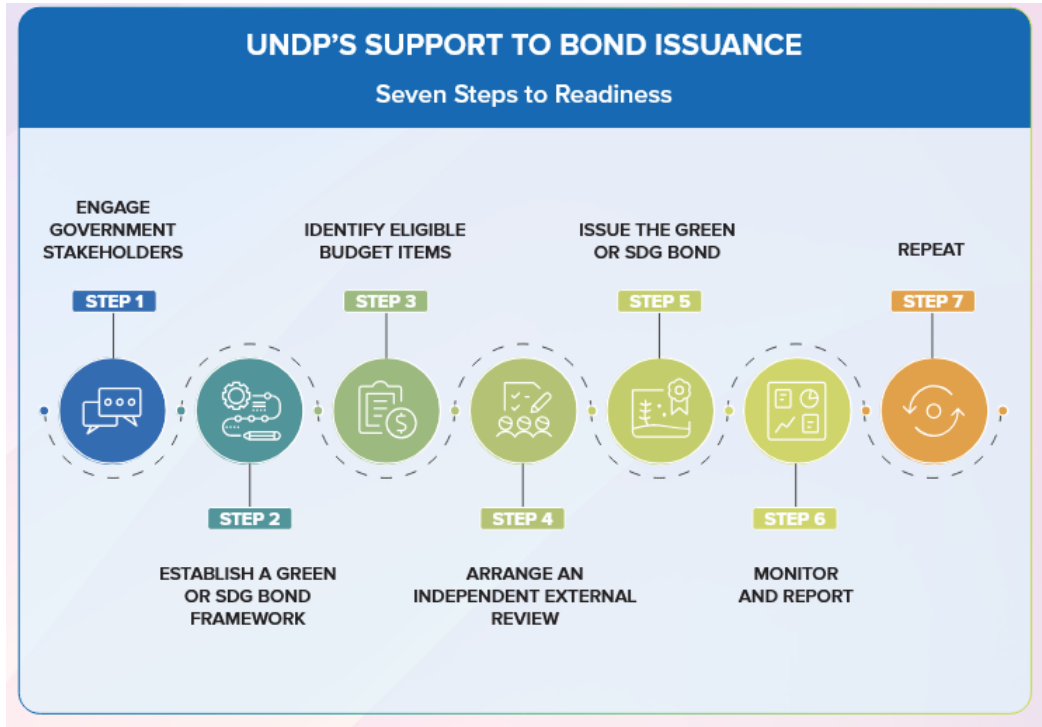 UNDP’S SUPPORT TO BOND ISSUANCE
Seven Steps to Readiness
ENGAGE
GOVERNMENT
STAKEHOLDERS
STEP 1
STEP 2
ESTABLISH A GREEN
OR SDG BOND
FRAMEWORK
IDENTIFY ELIGIBLE
BUDGET ITEMS
STEP 3
$
STEP 4
ARRANGE AN
INDEPENDENT EXTERNAL
REVIEW
ISSUE THE GREEN
OR SDG BOND
STEP 5
STEP 6
MONITOR
AND REPORT
REPEAT
STEP 7